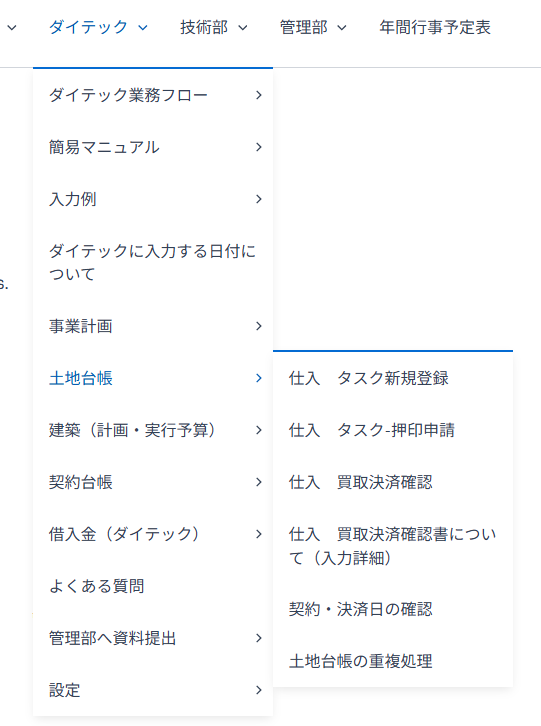 ダイテック 技術部 管理部 年間行事予定表
ダイテック業務フロー
簡易マニュアル
入力例
ダイテックに入力する日付に
ついて
s.
事業計画
土地台帳
建築（計画・実行予算）
契約台帳
借入金（ダイテック）
よくある質問
管理部へ資料提出
設定
仕入　タスク新規登録
仕入　タスク-押印申請
仕入　買取決済確認
仕入　買取決済確認書につい
て（入力詳細）
契約・決済日の確認
土地台帳の重複処理